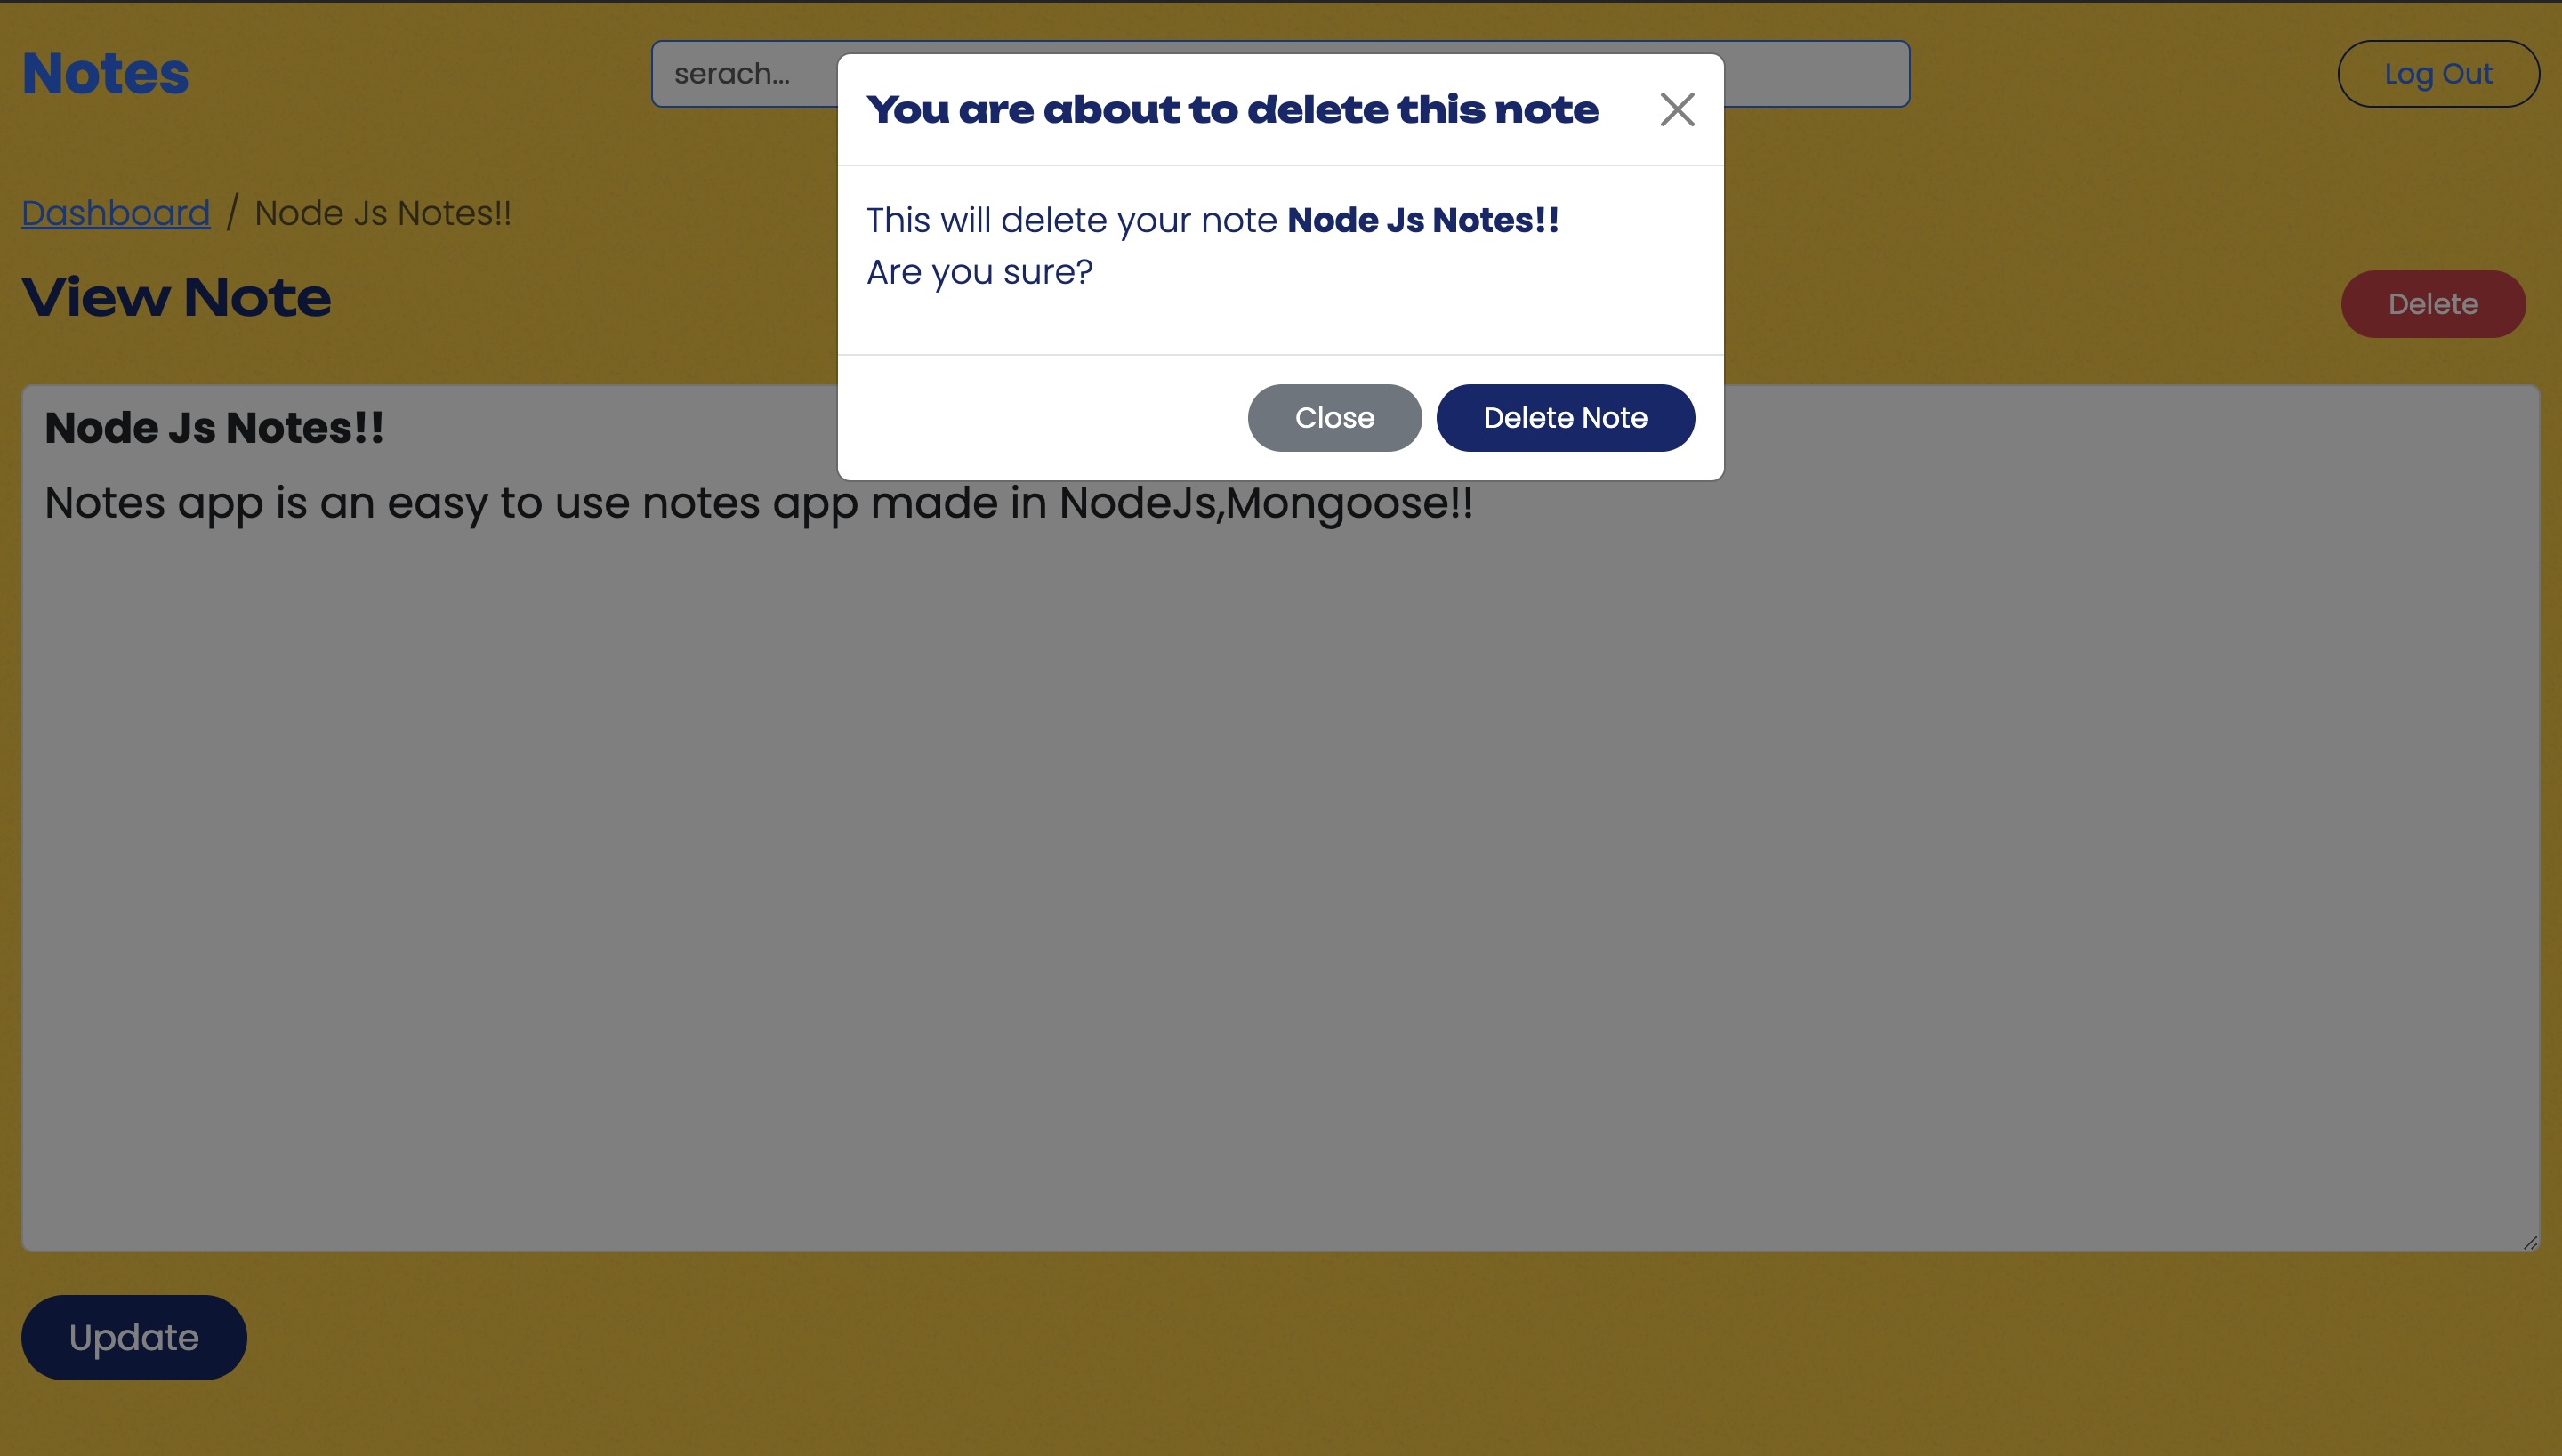 Notes
serach...
Log Out
You are about to delete this note
This will delete your note Node Js Notes!!
Are you sure?
Close
Delete Note
Dashboard / Node Js Notes!!
View Note
Delete
Node Js Notes!!
Notes app is an easy to use notes app made in NodeJs,Mongoose!!
Update